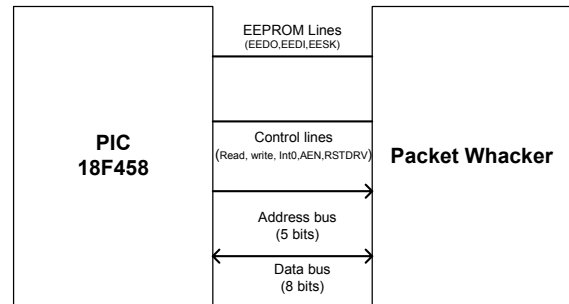 EEPROM Lines
(EEDO,EEDI,EESK)
PIC
18F458
Control lines
(Read, write, Int0,AEN,RSTDRV)
Packet Whacker
Address bus
(5 bits)
Data bus
(8 bits)